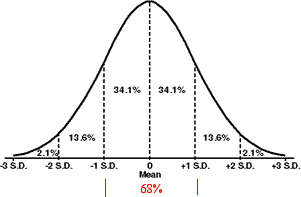 34.1% 34.1%
13.6% 13.6%
2.1% 2.1%
-3 S.D. -2 S.D. -1 S.D. 0 +1 S.D. +2 S.D. +3 S.D.
Mean
68%